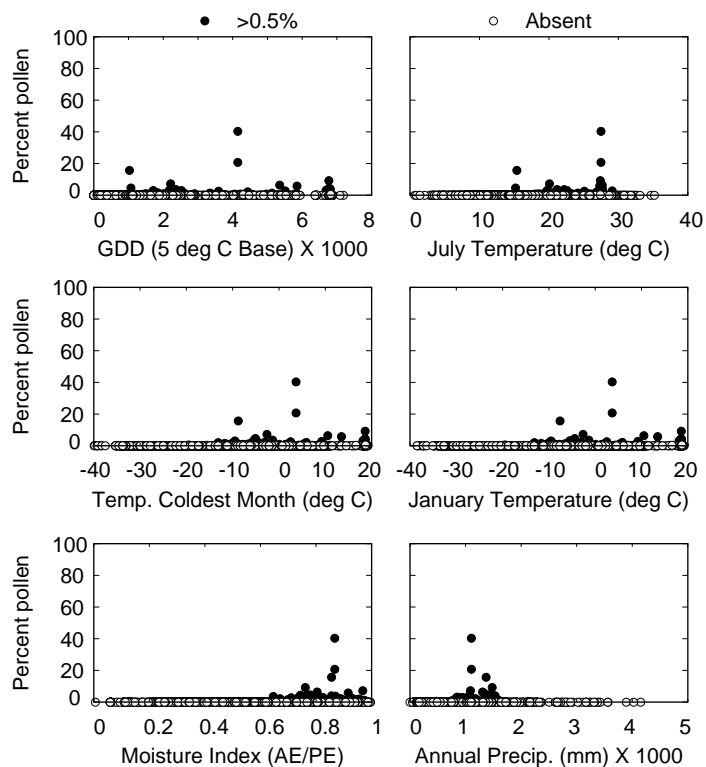 ● >0.5% ○ Absent
Percent pollen
100
80
60
40
20
0
0 2 4 6 8
GDD (5 deg C Base) X 1000
0 10 20 30 40
July Temperature (deg C)
Percent pollen
100
80
60
40
20
0
-40 -30 -20 -10 0 10 20
Temp. Coldest Month (deg C)
-40 -30 -20 -10 0 10 20
January Temperature (deg C)
Percent pollen
100
80
60
40
20
0
0 0.2 0.4 0.6 0.8 1
Moisture Index (AE/PE)
0 1 2 3 4 5
Annual Precip. (mm) X 1000